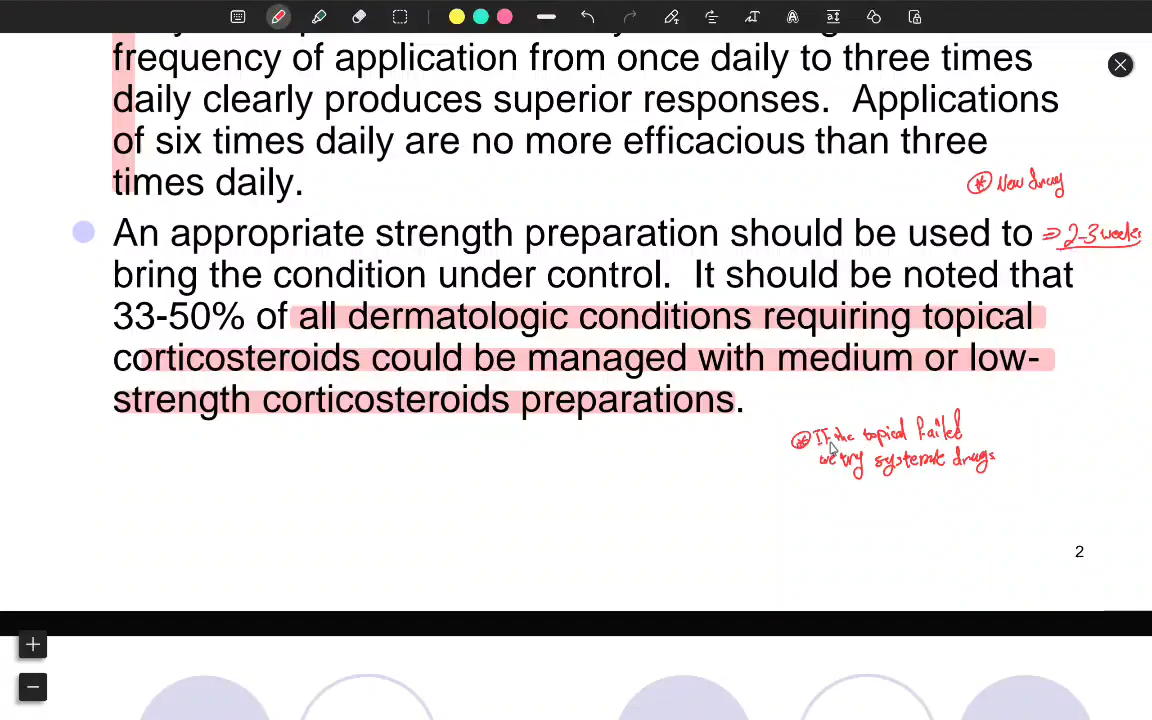 frequency of application from once daily to three times
daily clearly produces superior responses.  Applications
of six times daily are no more efficacious than three
times daily.
* New drug
An appropriate strength preparation should be used to ⇒ 2-3 weeks
bring the condition under control.  It should be noted that
33-50% of all dermatologic conditions requiring topical
corticosteroids could be managed with medium or low-
strength corticosteroids preparations.
* If the topical failed
we try systemic drugs
2